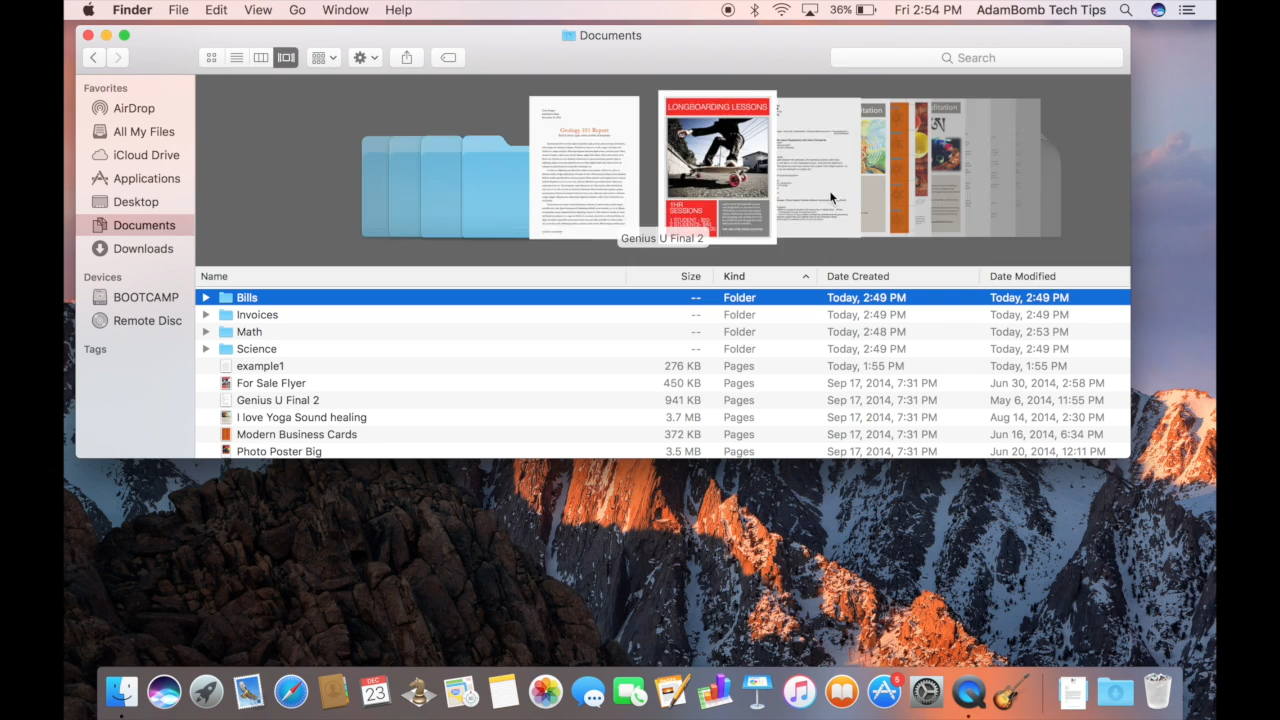 Finder File Edit View Go Window Help 36% Fri 2:54 PM AdamBomb Tech Tips
Documents
Search
Favorites
AirDrop
All My Files
iCloud Drive
Applications
Desktop
Documents
Downloads
Devices
BOOTCAMP
Remote Disc
Tags
Geology 101 Report
LONGBOARDING LESSONS
1HR
SESSIONS
Genius U Final 2
Name Size Kind Date Created Date Modified
Bills -- Folder Today, 2:49 PM Today, 2:49 PM
Invoices -- Folder Today, 2:49 PM Today, 2:49 PM
Math -- Folder Today, 2:48 PM Today, 2:53 PM
Science -- Folder Today, 2:49 PM Today, 2:49 PM
example1 276 KB Pages Today, 1:55 PM Today, 1:55 PM
For Sale Flyer 450 KB Pages Sep 17, 2014, 7:31 PM Jun 30, 2014, 2:58 PM
Genius U Final 2 941 KB Pages Sep 17, 2014, 7:31 PM May 6, 2014, 11:55 PM
I love Yoga Sound healing 3.7 MB Pages Sep 17, 2014, 7:31 PM Aug 14, 2014, 2:30 PM
Modern Business Cards 372 KB Pages Sep 17, 2014, 7:31 PM Jun 16, 2014, 6:34 PM
Photo Poster Big 3.5 MB Pages Sep 17, 2014, 7:31 PM Jun 20, 2014, 12:11 PM
DEC
23
5